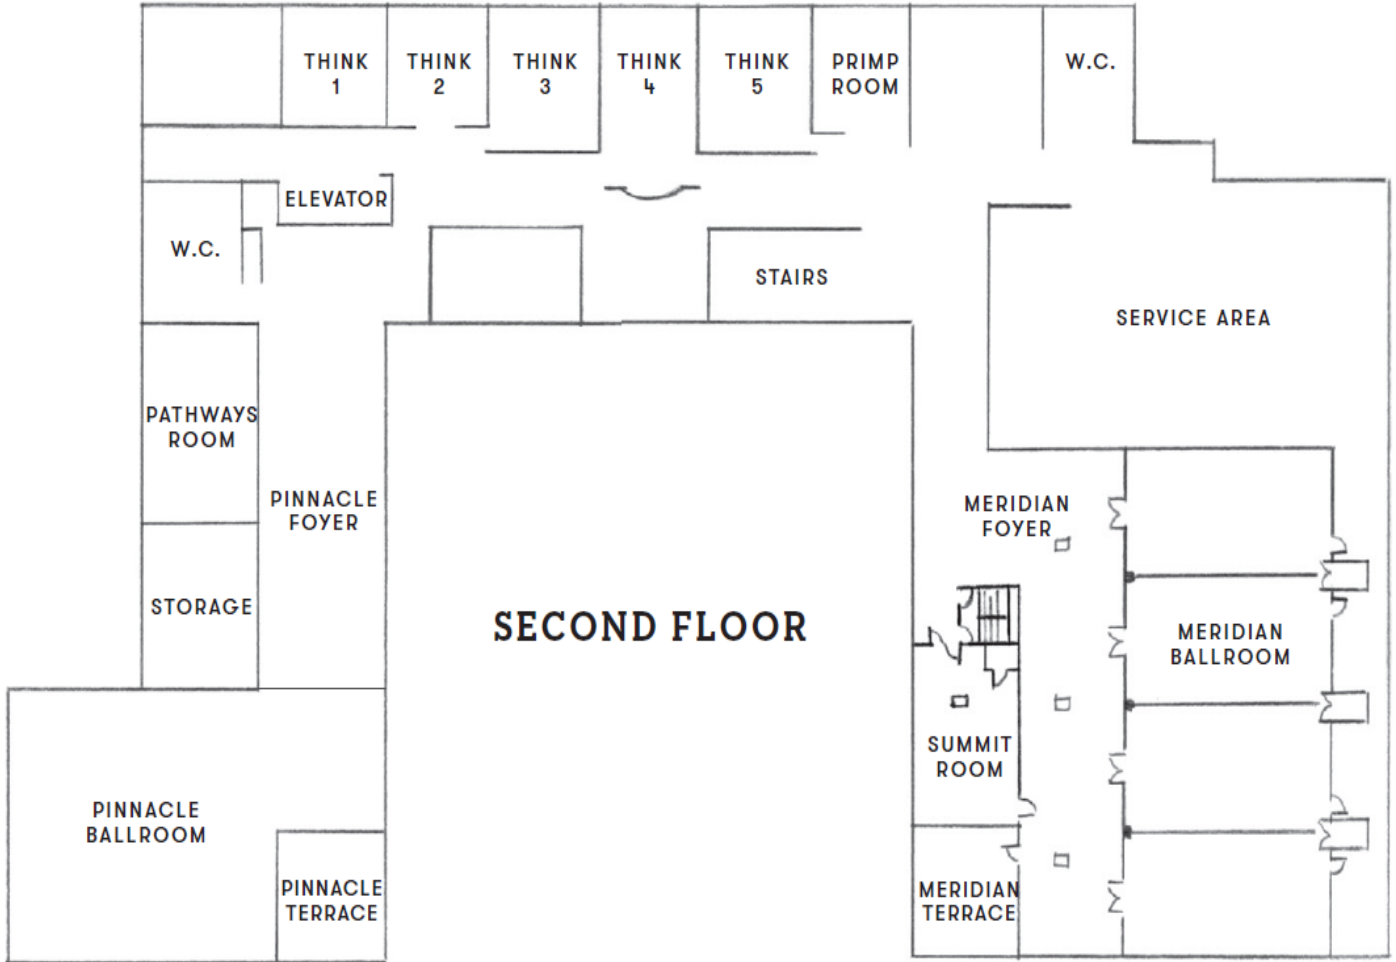 THINK
1
THINK
2
THINK
3
THINK
4
THINK
5
PRIMP
ROOM
W.C.
ELEVATOR
W.C.
STAIRS
SERVICE AREA
PATHWAYS
ROOM
PINNACLE
FOYER
MERIDIAN
FOYER
STORAGE
SECOND FLOOR
MERIDIAN
BALLROOM
SUMMIT
ROOM
PINNACLE
BALLROOM
PINNACLE
TERRACE
MERIDIAN
TERRACE